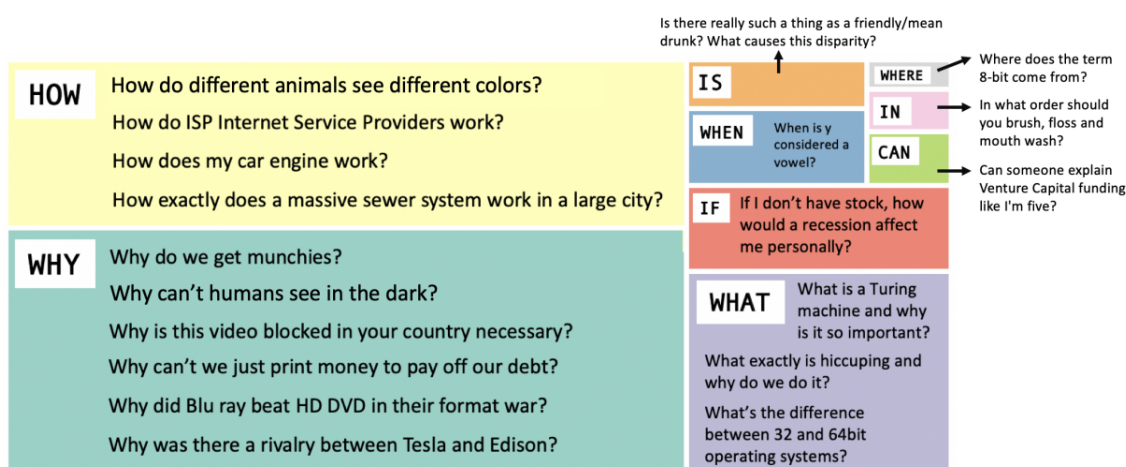 HOW
How do different animals see different colors?
How do ISP Internet Service Providers work?
How does my car engine work?
How exactly does a massive sewer system work in a large city?
WHY
Why do we get munchies?
Why can't humans see in the dark?
Why is this video blocked in your country necessary?
Why can't we just print money to pay off our debt?
Why did Blu ray beat HD DVD in their format war?
Why was there a rivalry between Tesla and Edison?
Is there really such a thing as a friendly/mean
drunk? What causes this disparity?
IS
WHEN
When is y
considered a
vowel?
WHERE
Where does the term
8-bit come from?
IN
In what order should
you brush, floss and
mouth wash?
CAN
Can someone explain
Venture Capital funding
like I'm five?
IF
If I don't have stock, how
would a recession affect
me personally?
WHAT
What is a Turing
machine and why
is it so important?
What exactly is hiccuping and
why do we do it?
What's the difference
between 32 and 64bit
operating systems?